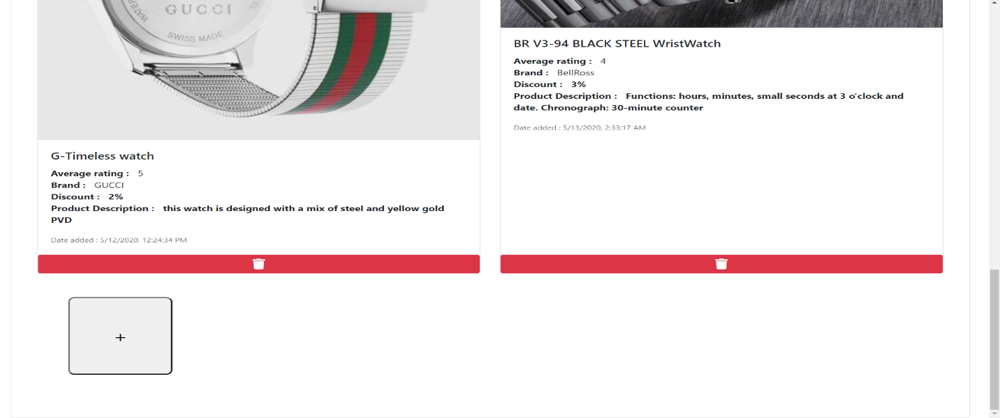 GUCCI
SWISS MADE
WATER
G-Timeless watch
Average rating : 5
Brand : GUCCI
Discount : 2%
Product Description : this watch is designed with a mix of steel and yellow gold
PVD
Date added : 5/12/2020, 12:24:34 PM
BR V3-94 BLACK STEEL WristWatch
Average rating : 4
Brand : BellRoss
Discount : 3%
Product Description : Functions: hours, minutes, small seconds at 3 o'clock and
date. Chronograph: 30-minute counter
Date added : 5/13/2020, 2:33:17 AM
+